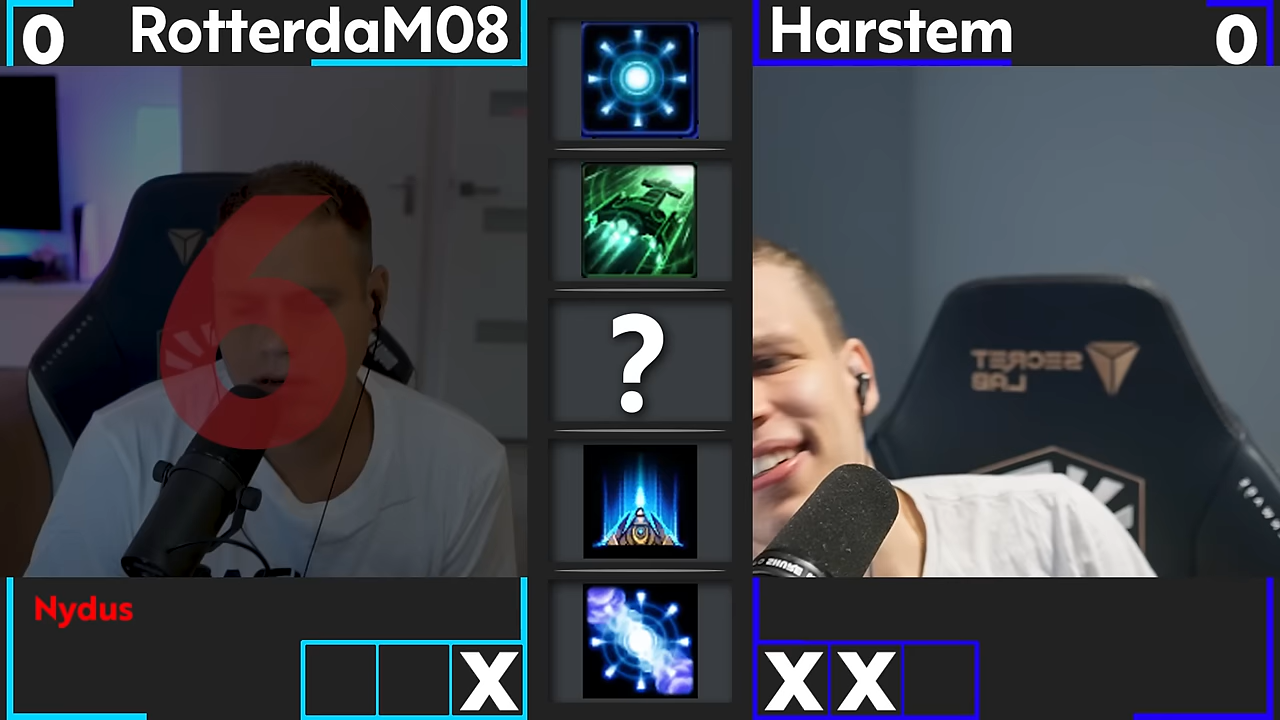 0
RotterdaM08
Harstem
0
6
?
SECRET
LAB
Nydus
X
X X